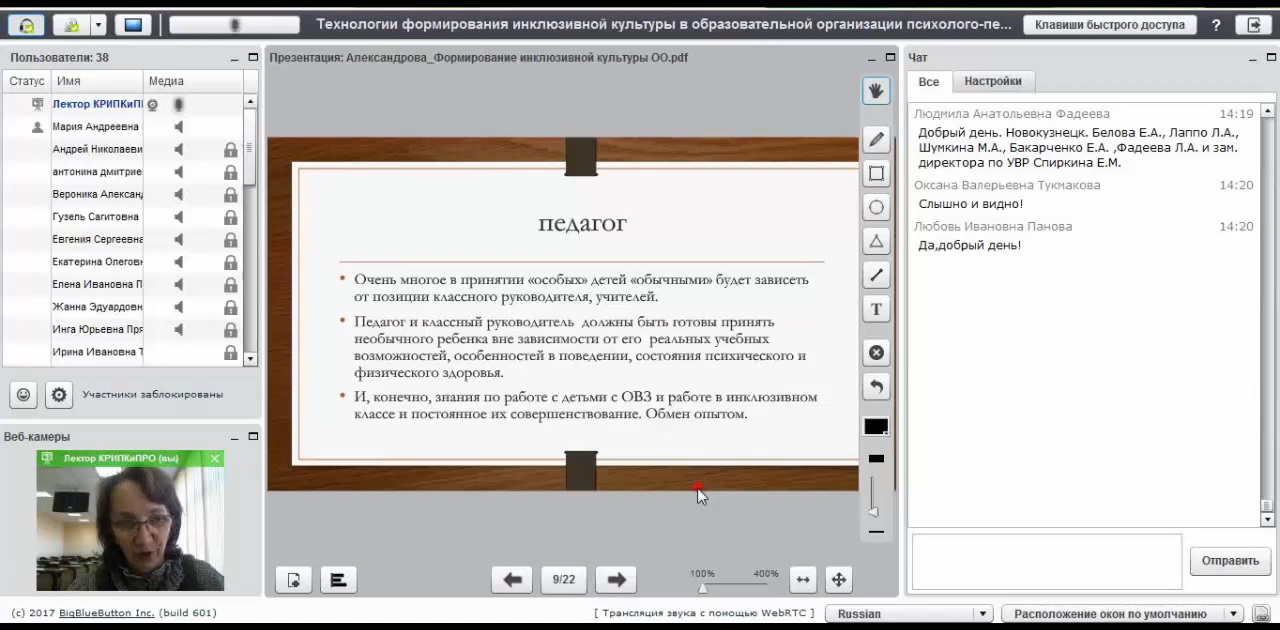 Технологии формирования инклюзивной культуры в образовательной организации психолого-пе...
Клавиши быстрого доступа
?
Пользователи: 38
Статус Имя Медиа
Лектор КРИПКиП
Мария Андреевна
Андрей Николаеви
антонина дмитрие
Вероника Александ
Гузель Сагитовна
Евгения Сергеевна
Екатерина Олегови
Елена Ивановна П
Жанна Эдуардовн
Инга Юрьевна Пря
Ирина Ивановна Т
Участники заблокированы
Веб-камеры
Лектор КРИПКиПРО (вы)
Презентация: Александрова_Формирование инклюзивной культуры ОО.pdf
педагог
• Очень многое в принятии «особых» детей «обычными» будет зависеть
от позиции классного руководителя, учителей.
• Педагог и классный руководитель должны быть готовы принять
необычного ребенка вне зависимости от его реальных учебных
возможностей, особенностей в поведении, состояния психического и
физического здоровья.
• И, конечно, знания по работе с детьми с ОВЗ и работе в инклюзивном
классе и постоянное их совершенствование. Обмен опытом.
T
9/22
100% 400%
Чат
Все Настройки
Людмила Анатольевна Фадеева 14:19
Добрый день. Новокузнецк. Белова Е.А., Лаппо Л.А.,
Шумкина М.А., Бакарченко Е.А. ,Фадеева Л.А. и зам.
директора по УВР Спиркина Е.М.
Оксана Валерьевна Тукмакова 14:20
Слышно и видно!
Любовь Ивановна Панова 14:20
Да,добрый день!
Отправить
(c) 2017 BigBlueButton Inc. (build 601)
[ Трансляция звука с помощью WebRTC ]
Russian
Расположение окон по умолчанию